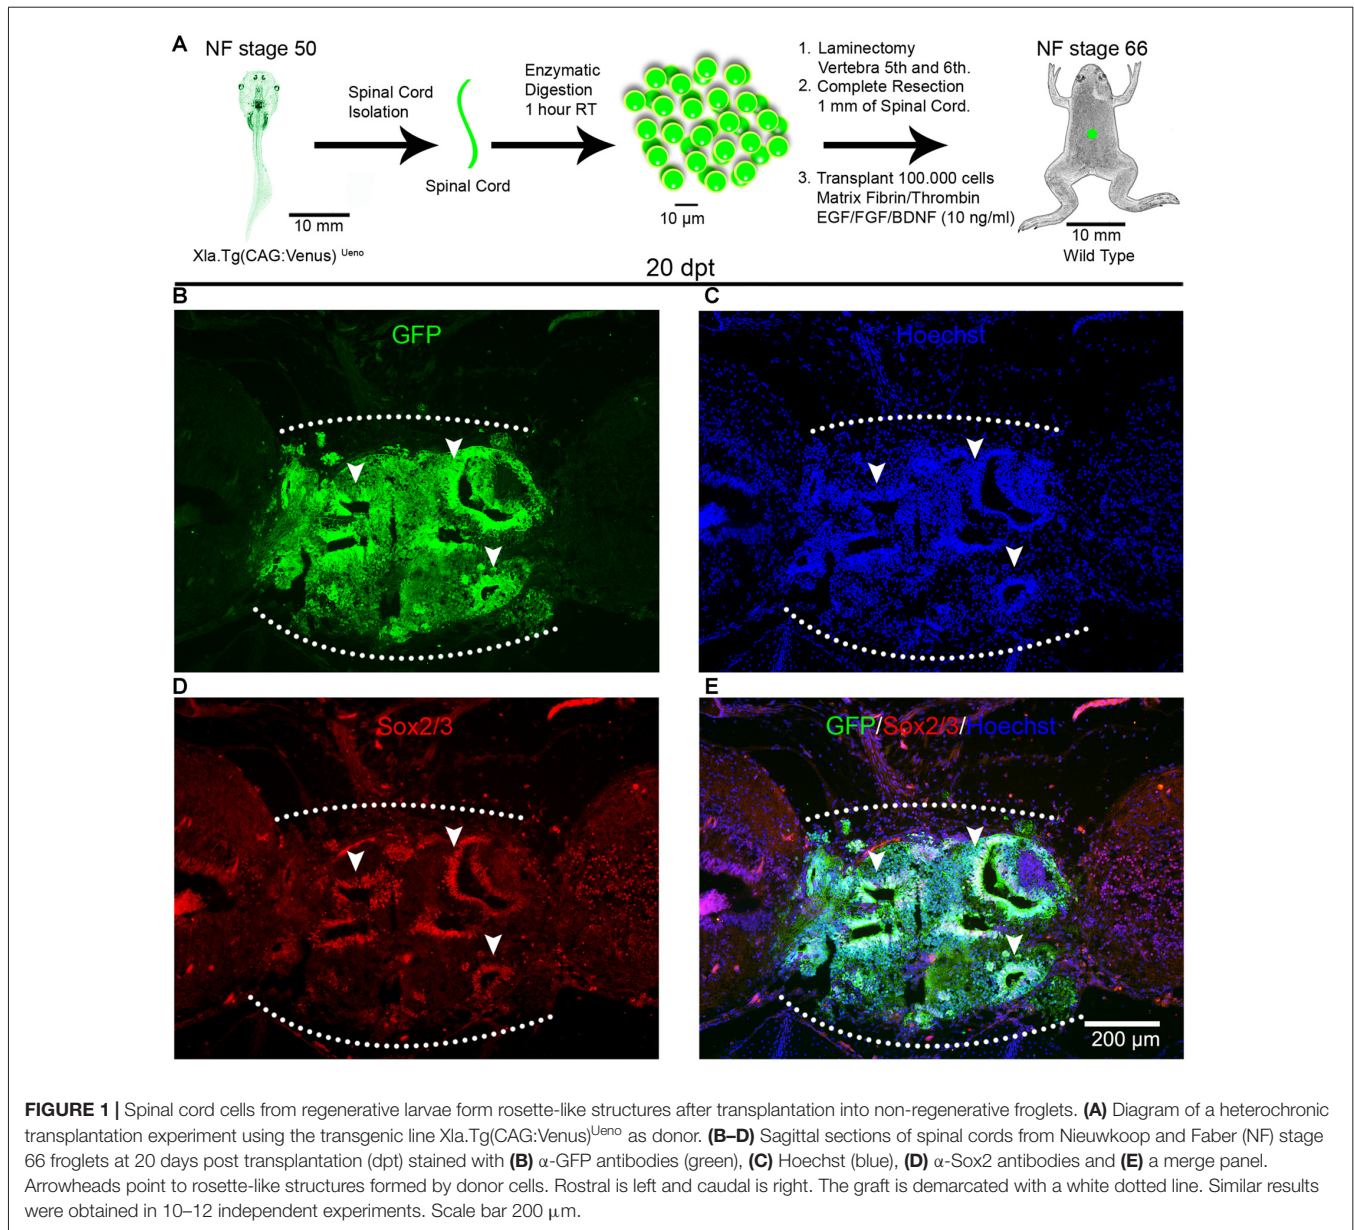 A
NF stage 50
Spinal Cord
Isolation
Spinal Cord
Enzymatic
Digestion
1 hour RT
10 mm
Xla.Tg(CAG:Venus) Ueno
10 µm
1. Laminectomy
Vertebra 5th and 6th.
2. Complete Resection
1 mm of Spinal Cord.
3. Transplant 100.000 cells
Matrix Fibrin/Thrombin
EGF/FGF/BDNF (10 ng/ml)
NF stage 66
10 mm
Wild Type
20 dpt
B
GFP
C
Hoechst
D
Sox2/3
E
GFP/Sox2/3/Hoechst
200 µm
FIGURE 1 | Spinal cord cells from regenerative larvae form rosette-like structures after transplantation into non-regenerative froglets. (A) Diagram of a heterochronic
transplantation experiment using the transgenic line Xla.Tg(CAG:Venus)Ueno as donor. (B–D) Sagittal sections of spinal cords from Nieuwkoop and Faber (NF) stage
66 froglets at 20 days post transplantation (dpt) stained with (B) α-GFP antibodies (green), (C) Hoechst (blue), (D) α-Sox2 antibodies and (E) a merge panel.
Arrowheads point to rosette-like structures formed by donor cells. Rostral is left and caudal is right. The graft is demarcated with a white dotted line. Similar results
were obtained in 10–12 independent experiments. Scale bar 200 µm.